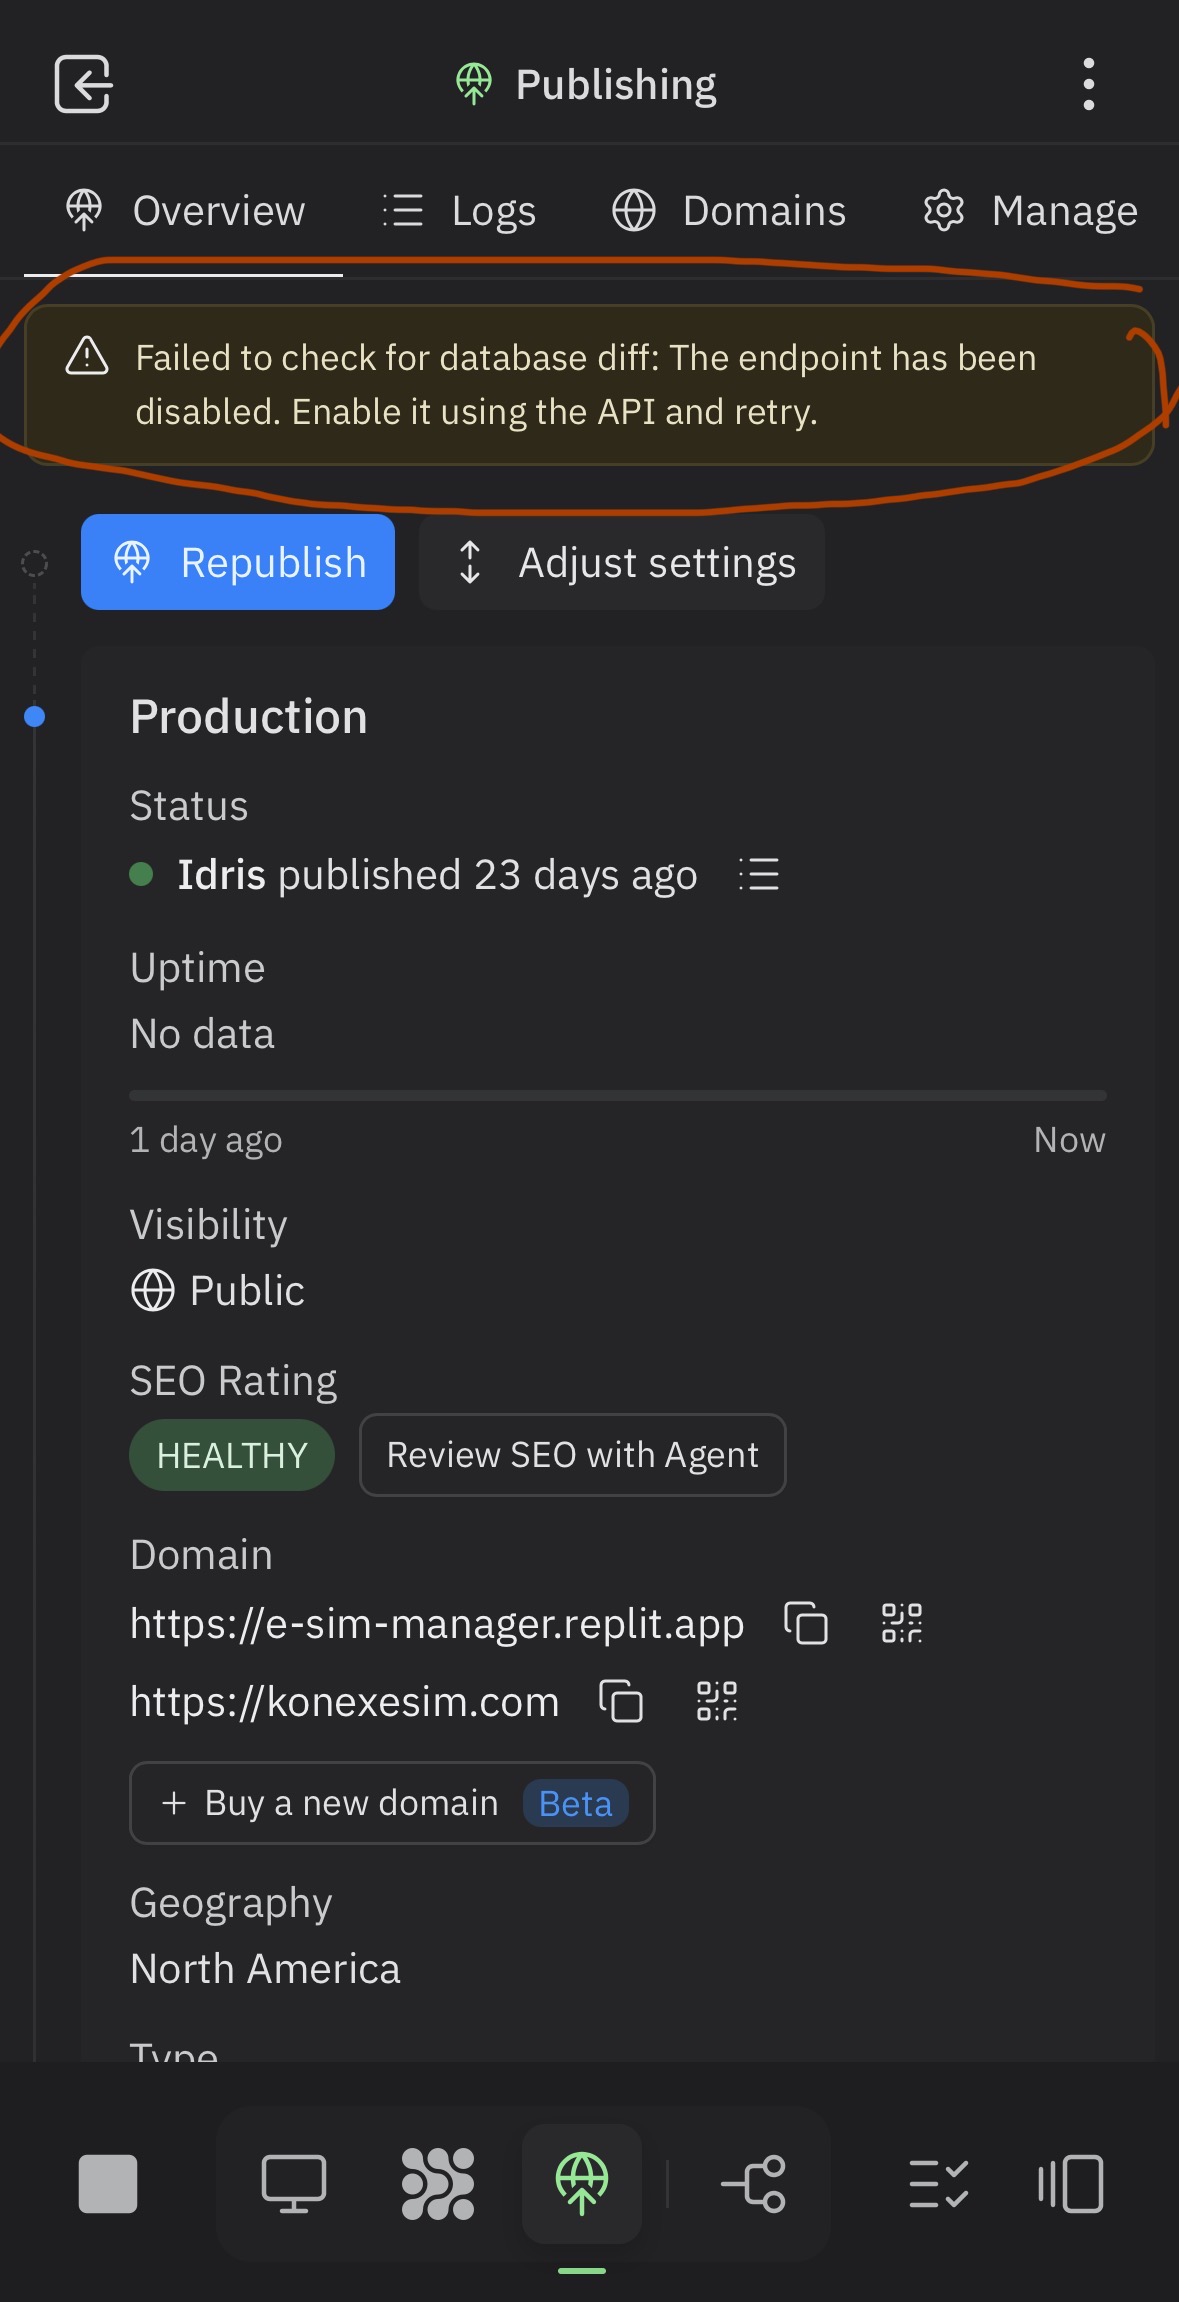 Publishing
Overview Logs Domains Manage
Failed to check for database diff: The endpoint has been
disabled. Enable it using the API and retry.
Republish Adjust settings
Production
Status
Idris published 23 days ago
Uptime
No data
1 day ago Now
Visibility
Public
SEO Rating
HEALTHY Review SEO with Agent
Domain
https://e-sim-manager.replit.app
https://konexesim.com
+ Buy a new domain Beta
Geography
North America
Type